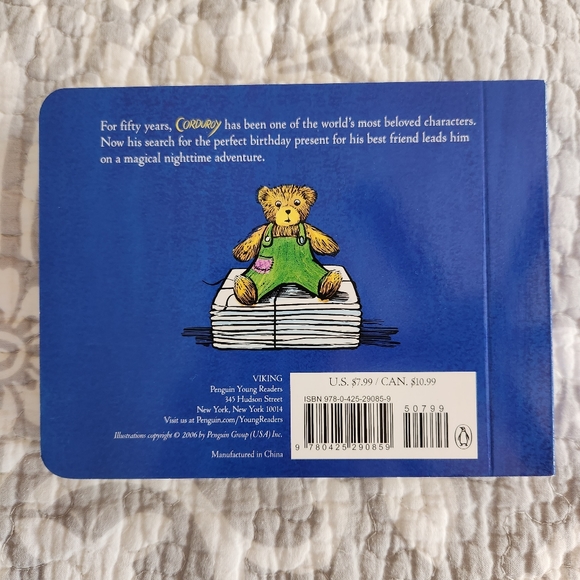 For fifty years, CORDUROY has been one of the world's most beloved characters.
Now his search for the perfect birthday present for his best friend leads him
on a magical nighttime adventure.
VIKING
Penguin Young Readers
345 Hudson Street
New York, New York 10014
Visit us at Penguin.com/YoungReaders
Illustrations copyright © 2006 by Penguin Group (USA) Inc.
Manufactured in China
U.S. $7.99 / CAN. $10.99
ISBN 978-0-425-29085-9
50799
9 780425 290859